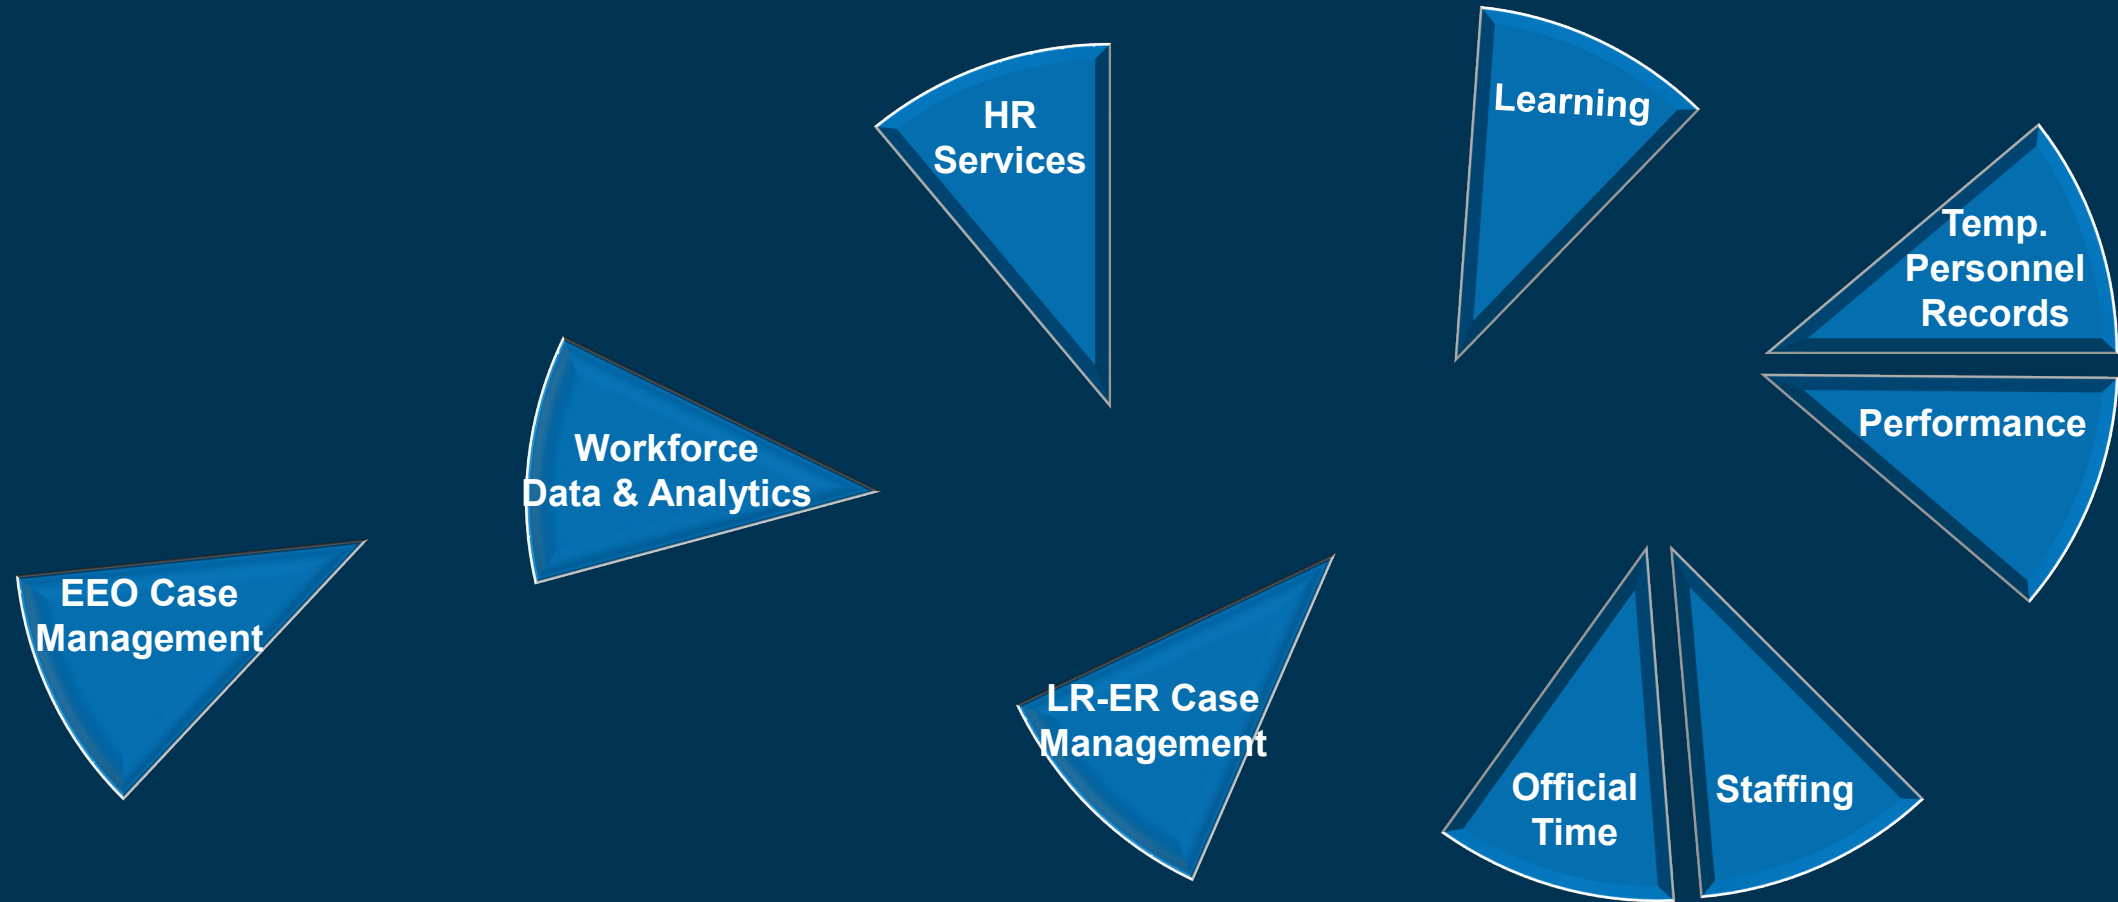 HR
Services
Learning
Temp.
Personnel
Records
Performance
Workforce
Data & Analytics
EEO Case
Management
LR-ER Case
Management
Official
Time
Staffing